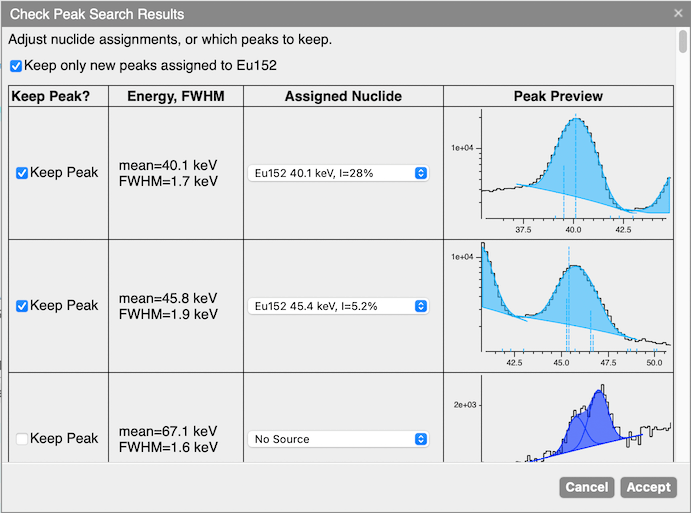 Check Peak Search Results ×
Adjust nuclide assignments, or which peaks to keep.
Keep only new peaks assigned to Eu152
Keep Peak? Energy, FWHM Assigned Nuclide Peak Preview
Keep Peak
mean=40.1 keV
FWHM=1.7 keV
Eu152 40.1 keV, I=28%
1e+04
37.5 40.0 42.5
Keep Peak
mean=45.8 keV
FWHM=1.9 keV
Eu152 45.4 keV, I=5.2%
1e+04
42.5 45.0 47.5 50.0
Keep Peak
mean=67.1 keV
FWHM=1.6 keV
No Source
2e+03
Cancel Accept